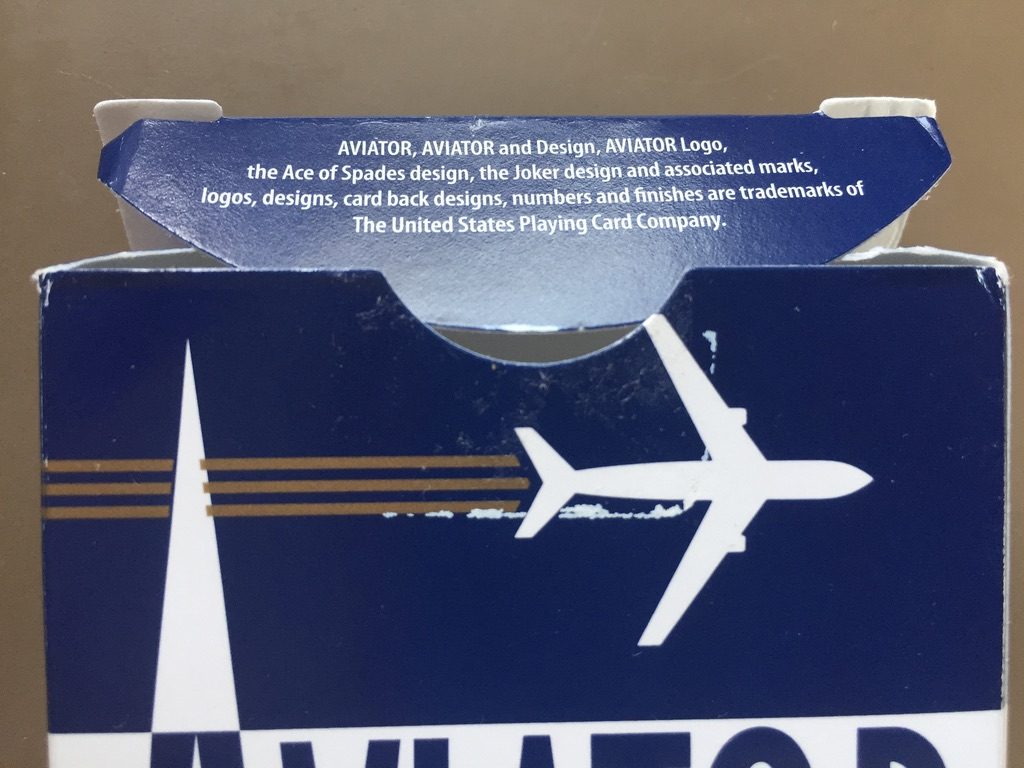 AVIATOR, AVIATOR and Design, AVIATOR Logo,
the Ace of Spades design, the Joker design and associated marks,
logos, designs, card back designs, numbers and finishes are trademarks of
The United States Playing Card Company.
AVIATOR